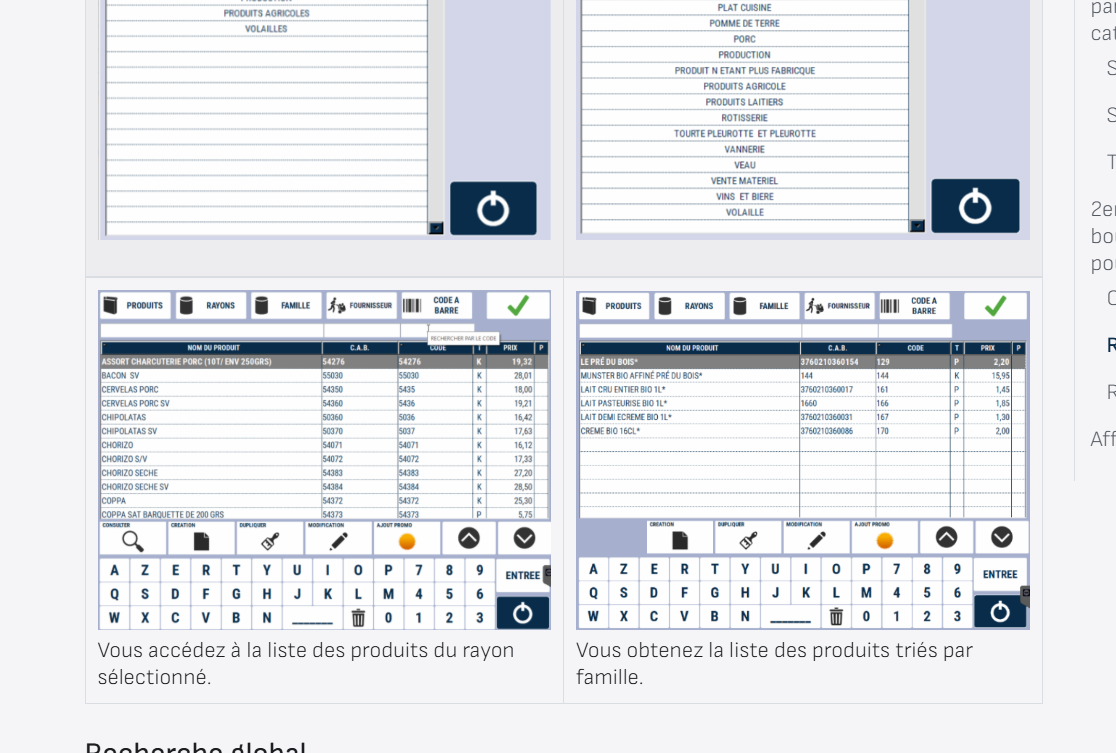 PRODUITS AGRICOLES
VOLAILLES
PLAT CUISINE
POMME DE TERRE
PORC
PRODUCTION
PRODUIT N ETANT PLUS FABRICQUE
PRODUITS AGRICOLE
PRODUITS LAITIERS
ROTISSERIE
TOURTE PLEUROTTE ET PLEUROTTE
VANNERIE
VEAU
VENTE MATERIEL
VINS ET BIERE
VOLAILLE
PRODUITS RAYONS FAMILLE FOURNISSEUR CODE A BARRE
RECHERCHER PAR LE CODE
NOM DU PRODUIT C.A.B. CODE T PRIX P
ASSORT CHARCUTERIE PORC (10T/ ENV 250GRS) 54276 54276 K 19,32
BACON SV 55030 55030 K 28,01
CERVELAS PORC 54350 5435 K 18,00
CERVELAS PORC SV 54360 5436 K 19,21
CHIPOLATAS 50360 5036 K 16,42
CHIPOLATAS SV 50370 5037 K 17,63
CHORIZO 54071 54071 K 16,12
CHORIZO S/V 54072 54072 K 17,33
CHORIZO SECHE 54383 54383 K 27,20
CHORIZO SECHE SV 54384 54384 K 28,50
COPPA 54372 54372 K 25,30
COPPA SAT BARQUETTE DE 200 GRS 54373 54373 P 5,75
CONSULTER CREATION DUPLIQUER MODIFICATION AJOUT PROMO
A Z E R T Y U I O P 7 8 9 ENTREE
Q S D F G H J K L M 4 5 6
W X C V B N _______ 0 1 2 3
Vous accédez à la liste des produits du rayon
sélectionné.
PRODUITS RAYONS FAMILLE FOURNISSEUR CODE A BARRE
NOM DU PRODUIT C.A.B. CODE T PRIX P
LE PRÉ DU BOIS* 3760210360154 129 P 2,20
MUNSTER BIO AFFINÉ PRÉ DU BOIS* 144 144 K 15,95
LAIT CRU ENTIER BIO 1L* 3760210360017 161 P 1,45
LAIT PASTEURISE BIO 1L* 1660 166 P 1,85
LAIT DEMI ECREME BIO 1L* 3760210360031 167 P 1,30
CREME BIO 16CL* 3760210360086 170 P 2,00
CREATION DUPLIQUER MODIFICATION AJOUT PROMO
A Z E R T Y U I O P 7 8 9 ENTREE
Q S D F G H J K L M 4 5 6
W X C V B N _______ 0 1 2 3
Vous obtenez la liste des produits triés par
famille.
Recherche global